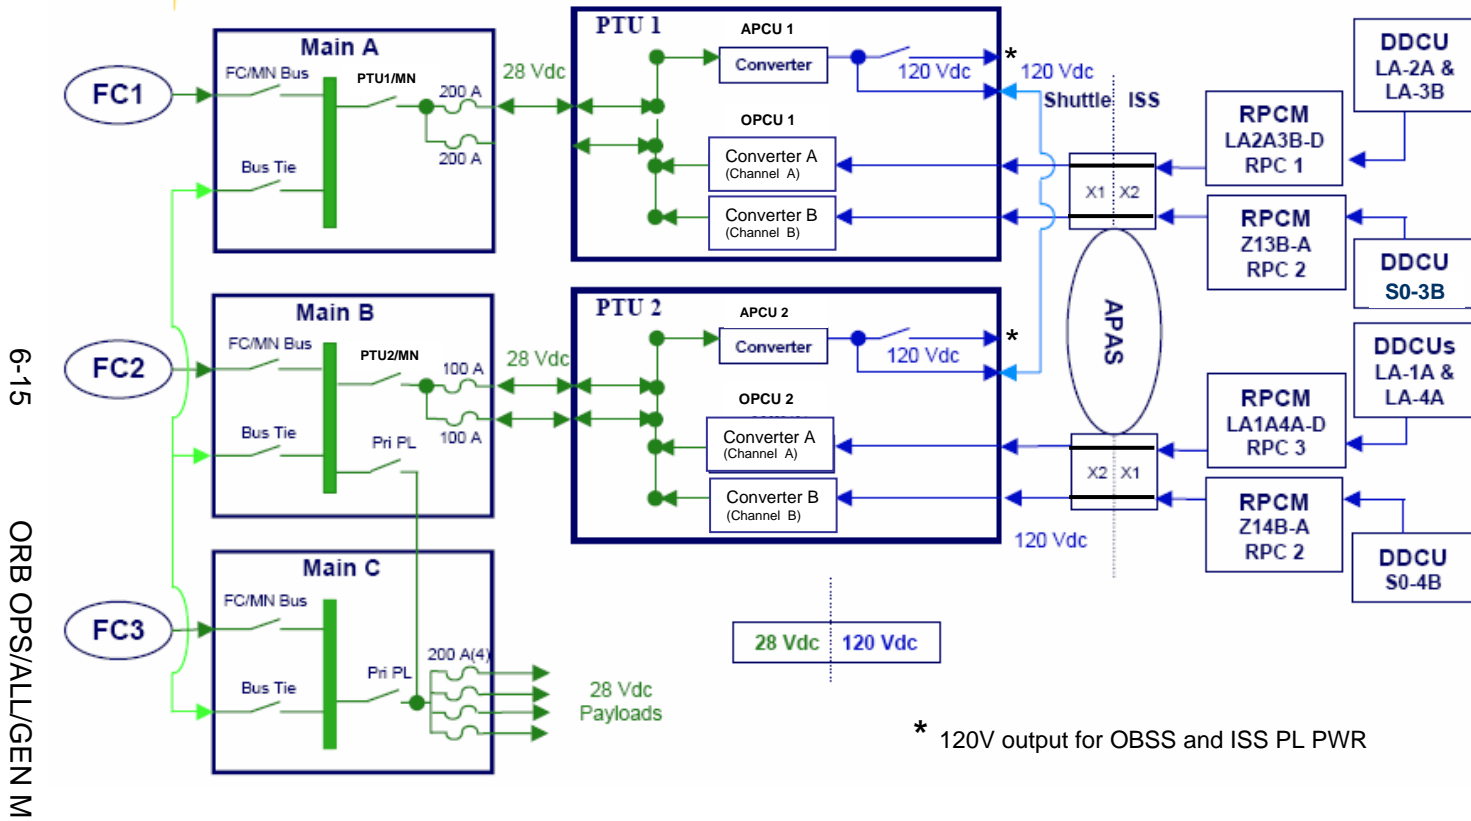 6-15
ORB OPS/ALL/GEN M
FC1
Main A
FC/MN Bus
PTU1/MN
200 A
200 A
Bus Tie
28 Vdc
PTU 1
APCU 1
Converter
120 Vdc
*
120 Vdc
OPCU 1
Converter A
(Channel A)
Converter B
(Channel B)
Shuttle
ISS
X1
X2
RPCM
LA2A3B-D
RPC 1
DDCU
LA-2A &
LA-3B
RPCM
Z13B-A
RPC 2
DDCU
S0-3B
APAS
FC2
Main B
FC/MN Bus
PTU2/MN
100 A
100 A
Bus Tie
Pri PL
28 Vdc
PTU 2
APCU 2
Converter
120 Vdc
*
OPCU 2
Converter A
(Channel A)
Converter B
(Channel B)
X2
X1
120 Vdc
RPCM
LA1A4A-D
RPC 3
DDCUs
LA-1A &
LA-4A
RPCM
Z14B-A
RPC 2
DDCU
S0-4B
FC3
Main C
FC/MN Bus
Bus Tie
Pri PL
200 A(4)
28 Vdc
Payloads
28 Vdc
120 Vdc
* 120V output for OBSS and ISS PL PWR